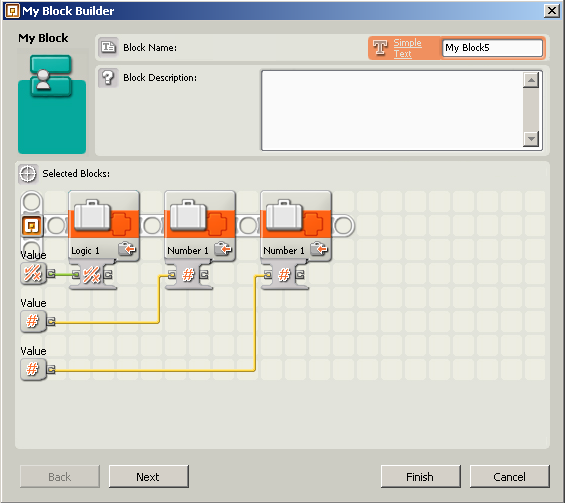 My Block Builder
My Block
Block Name:
Simple Text
My Block5
Block Description:
Selected Blocks:
Logic 1
Number 1
Number 1
Value
Value
#
#
#
Value
#
Back
Next
Finish
Cancel